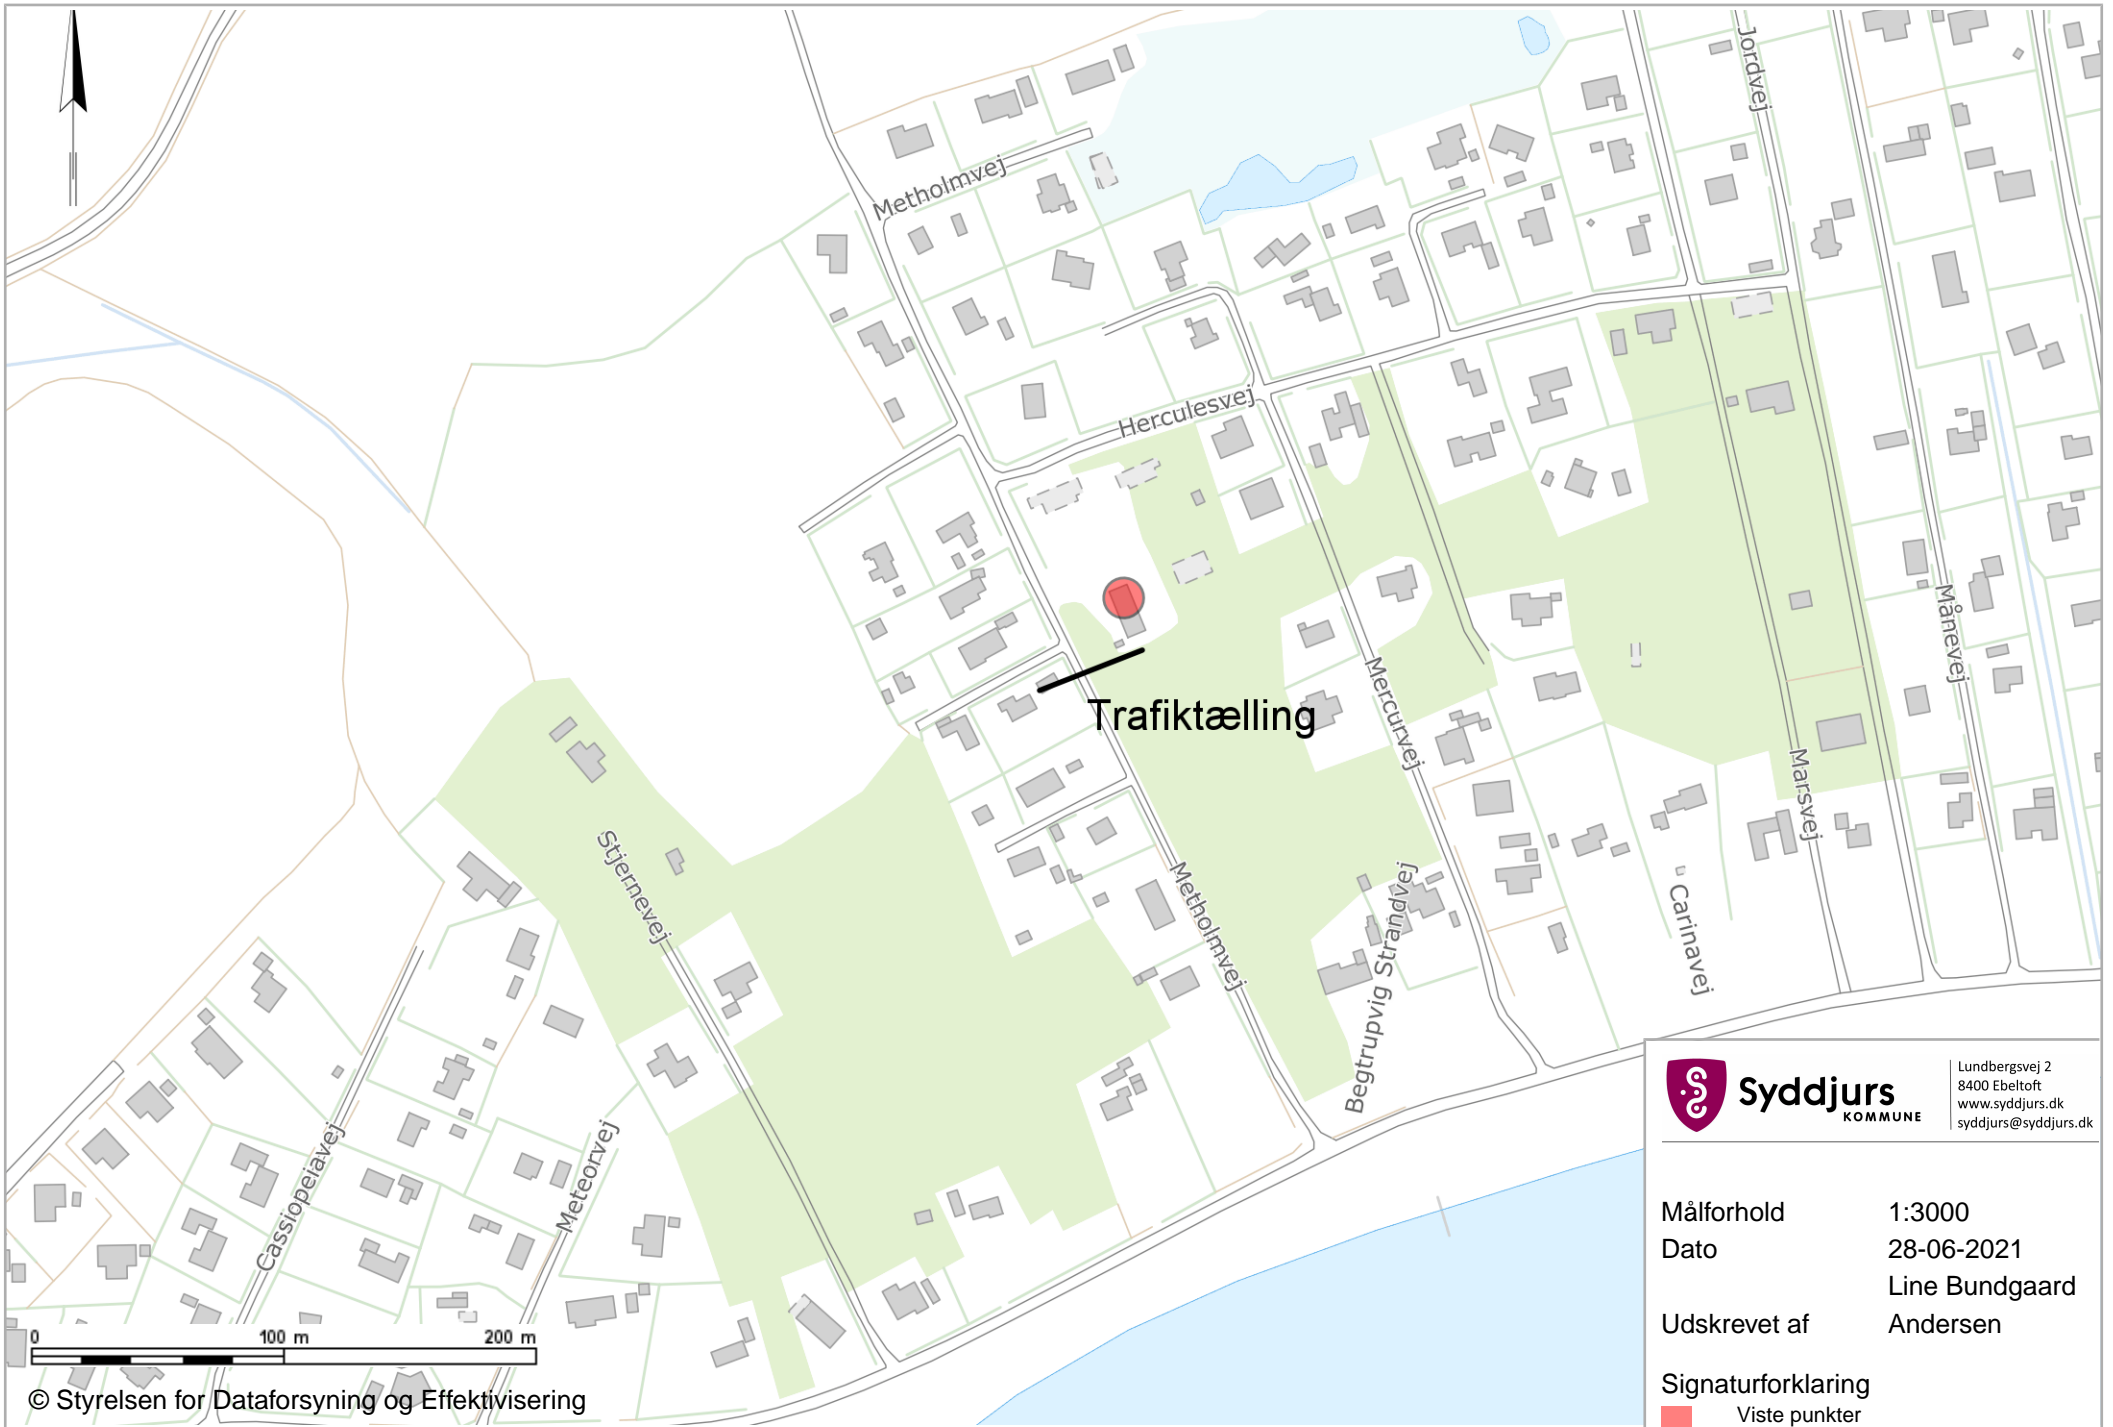 Jordvej
Metholmvej
Herculesvej
Månevej
Mercurvej
Trafiktælling
Marsvej
Stjernevej
Metholmvej
Begtrupvig Strandvej
Carinavej
Cassiopeiavej
Meteorvej
Syddjurs
KOMMUNE
Lundbergsvej 2
8400 Ebeltoft
www.syddjurs.dk
syddjurs@syddjurs.dk
Målforhold 1:3000
Dato 28-06-2021
Line Bundgaard
Udskrevet af Andersen
Signaturforklaring
Viste punkter
0 100 m 200 m
© Styrelsen for Dataforsyning og Effektivisering